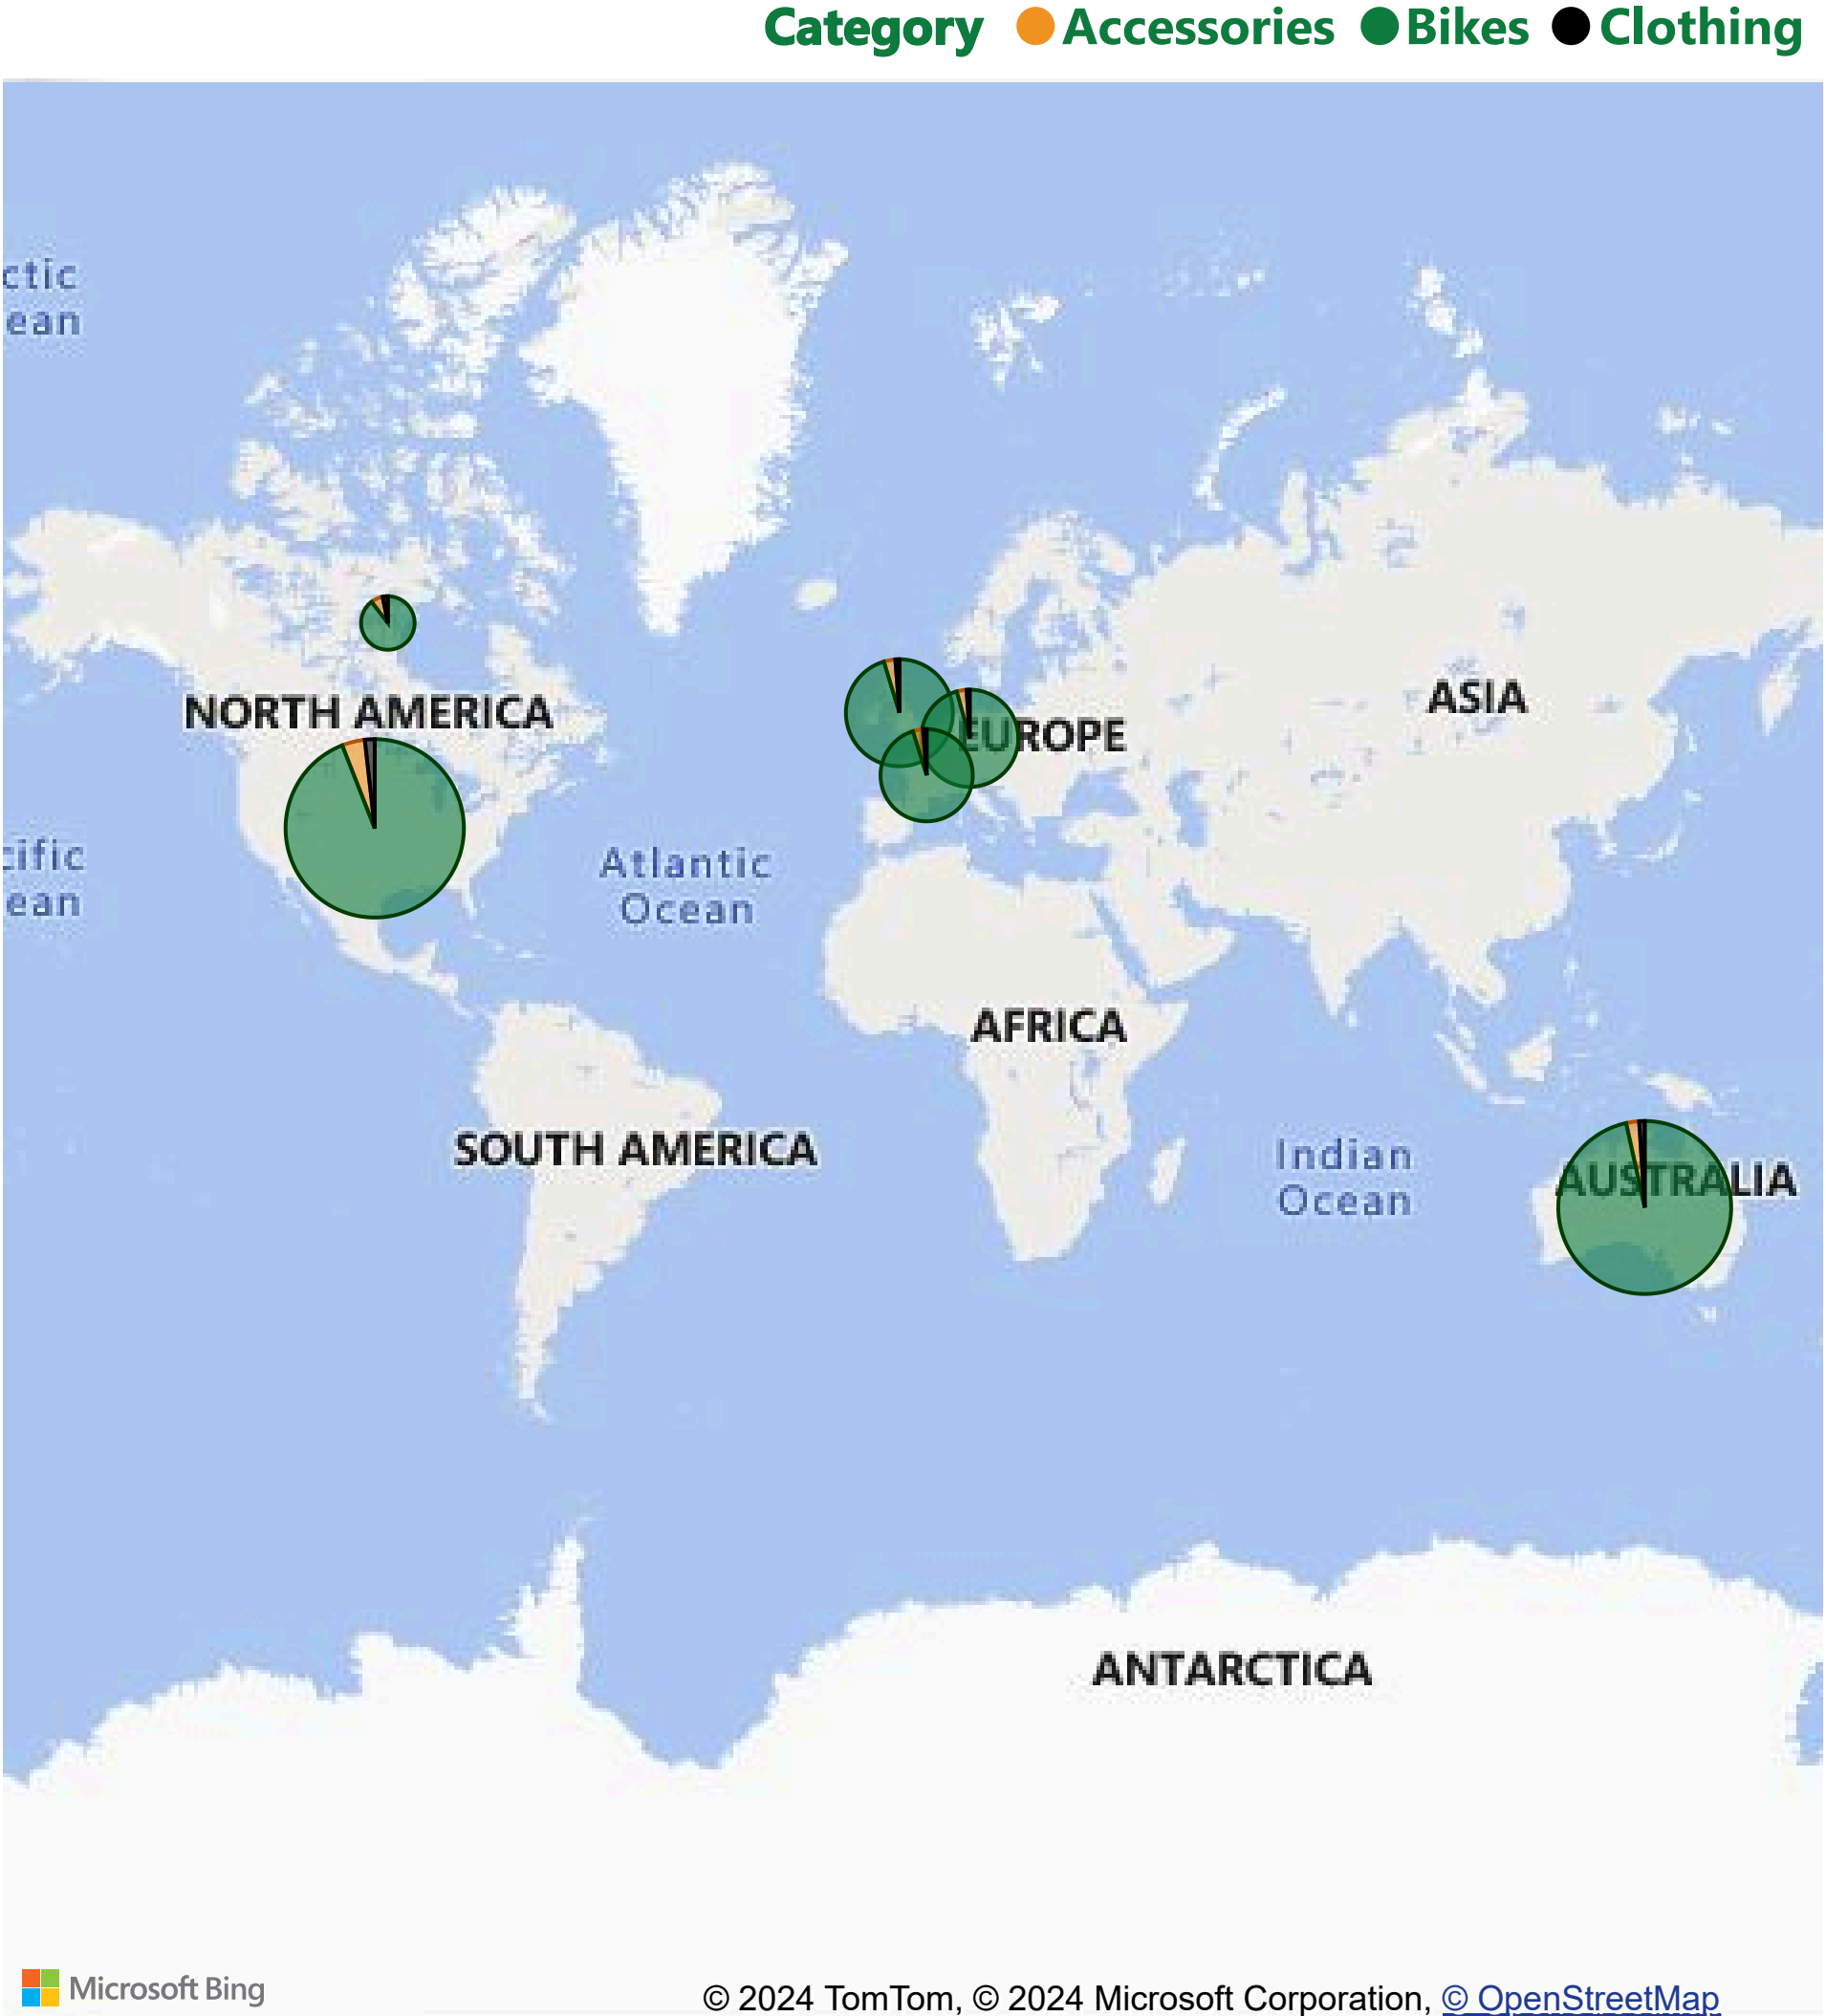 Category Accessories Bikes Clothing
ctic
ean
NORTH AMERICA
EUROPE
ASIA
cific
ean
Atlantic
Ocean
AFRICA
SOUTH AMERICA
Indian
Ocean
AUSTRALIA
ANTARCTICA
Microsoft Bing
© 2024 TomTom, © 2024 Microsoft Corporation, © OpenStreetMap